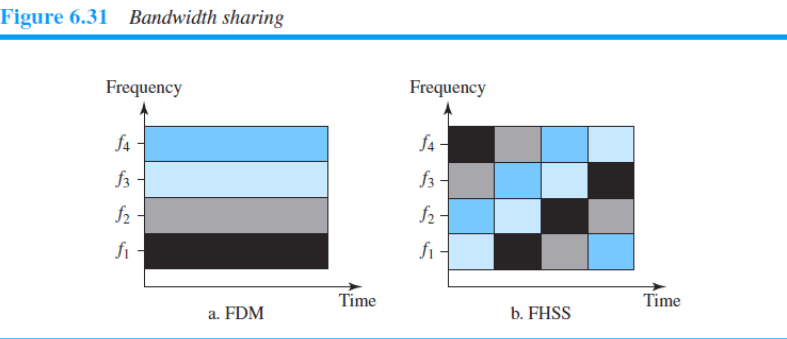 Figure 6.31 Bandwidth sharing
Frequency
f4
f3
f2
f1
Time
a. FDM
Frequency
f4
f3
f2
f1
Time
b. FHSS